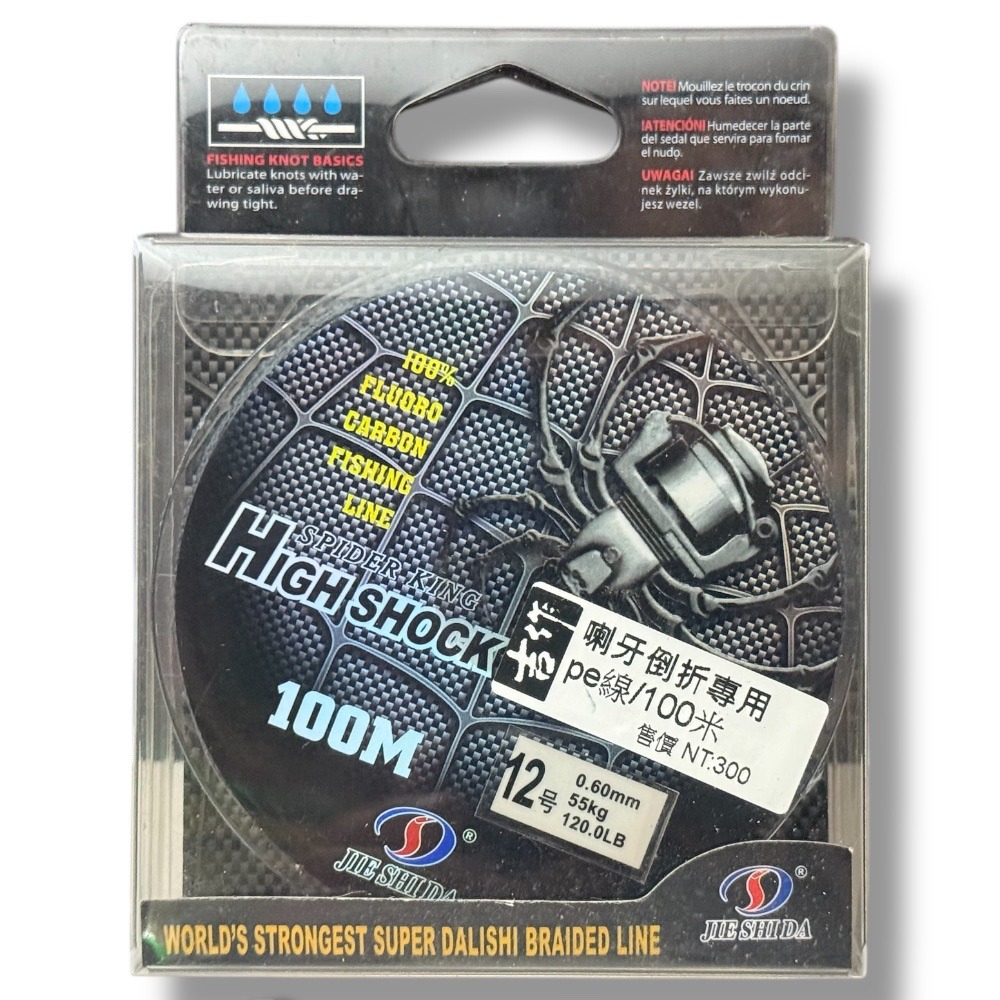 FISHING KNOT BASICS
Lubricate knots with wa-
ter or saliva before dra-
wing tight.
NOTE! Mouillez le trocon du crin
sur lequel vous faites un noeud.
!ATENCIÓN! Humedecer la parte
del sedal que servira para formar
el nudo.
UWAGA! Zawsze zwilż odci-
nek żyłki, na którym wykonu-
jesz węzeł.
100%
FLUORO
CARBON
FISHING
LINE
SPIDER KING
HIGH SHOCK
100M
吉作
喇牙倒折專用
pe線/100米
售價 NT:300
12号
0.60mm
55kg
120.0LB
JIE SHI DA
®
JIE SHI DA
®
WORLD'S STRONGEST SUPER DALISHI BRAIDED LINE